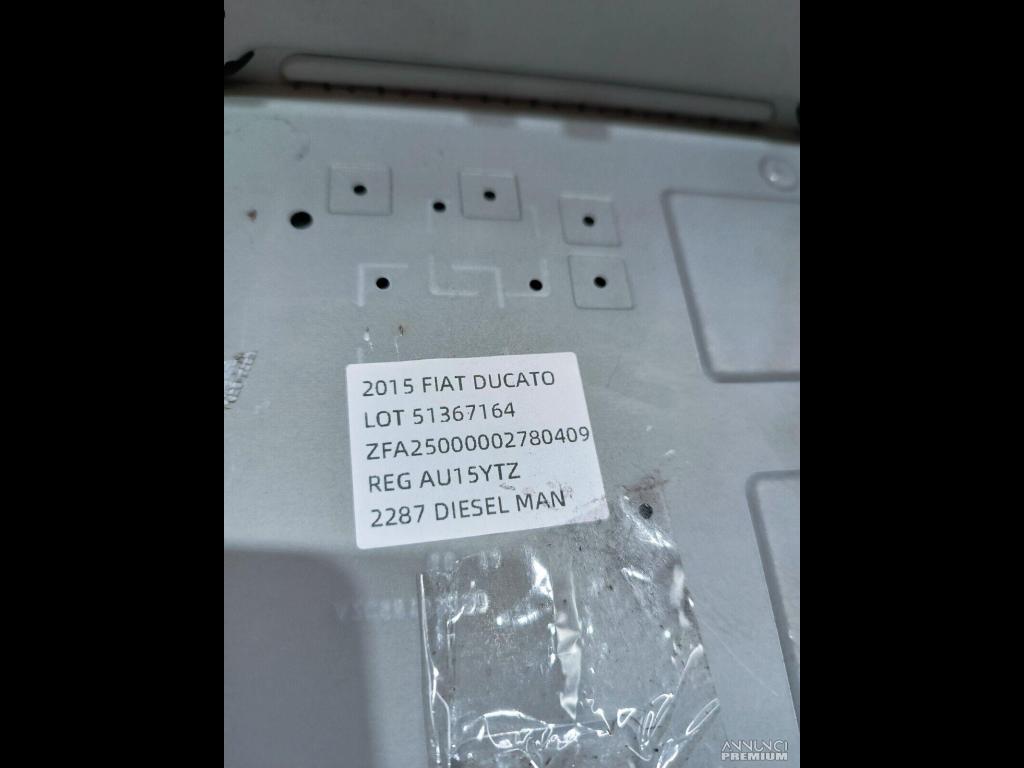 2015 FIAT DUCATO
LOT 51367164
ZFA25000002780409
REG AU15YTZ
2287 DIESEL MAN
ANNUNCI
PREMIUM